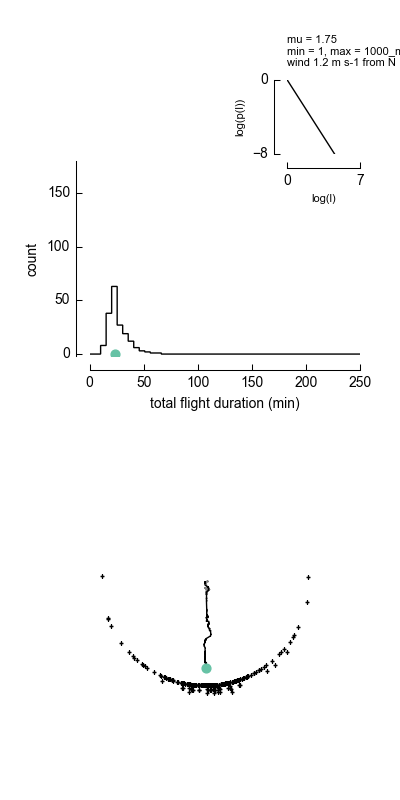 mu = 1.75
min = 1, max = 1000_m
wind 1.2 m s-1 from N
0
log(p(l))
−8
0 7
log(l)
150
100
count
50
0
0 50 100 150 200 250
total flight duration (min)